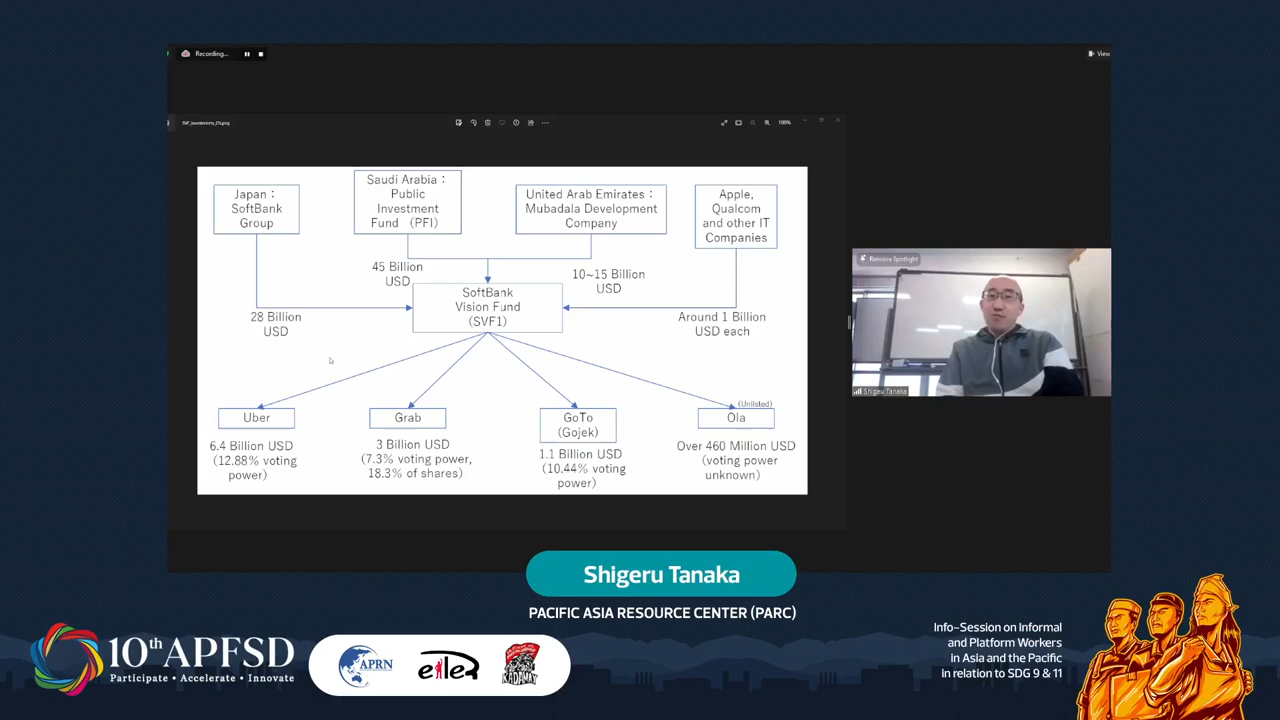 Recording...
View
100%
Japan：
SoftBank
Group
Saudi Arabia：
Public
Investment
Fund （PFI）
United Arab Emirates：
Mubadala Development
Company
Apple,
Qualcom
and other IT
Companies
45 Billion
USD
10~15 Billion
USD
28 Billion
USD
SoftBank
Vision Fund
(SVF1)
Around 1 Billion
USD each
(Unlisted)
Uber
Grab
GoTo
(Gojek)
Ola
6.4 Billion USD
(12.88% voting
power)
3 Billion USD
(7.3% voting power,
18.3% of shares)
1.1 Billion USD
(10.44% voting
power)
Over 460 Million USD
(voting power
unknown)
Remove Spotlight
Shigeru Tanaka
Shigeru Tanaka
PACIFIC ASIA RESOURCE CENTER (PARC)
10th APFSD
Participate • Accelerate • Innovate
APRN
eiler
KADAMAY
Info-Session on Informal
and Platform Workers
in Asia and the Pacific
in relation to SDG 9 & 11